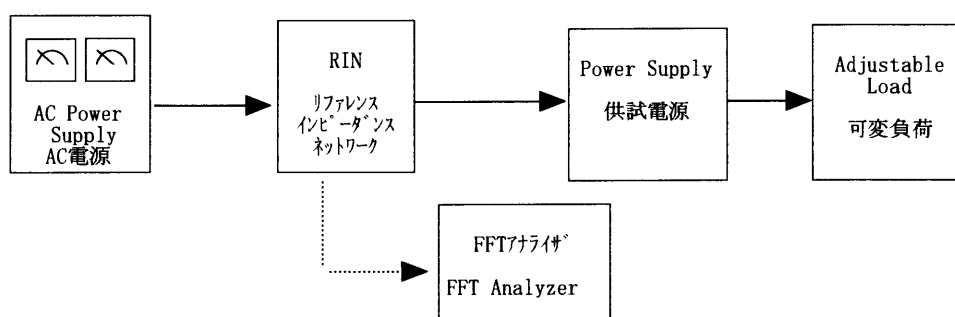 AC Power
Supply
AC電源
RIN
リファレンス
インピーダンス
ネットワーク
Power Supply
供試電源
Adjustable
Load
可変負荷
FFTアナライザ
FFT Analyzer